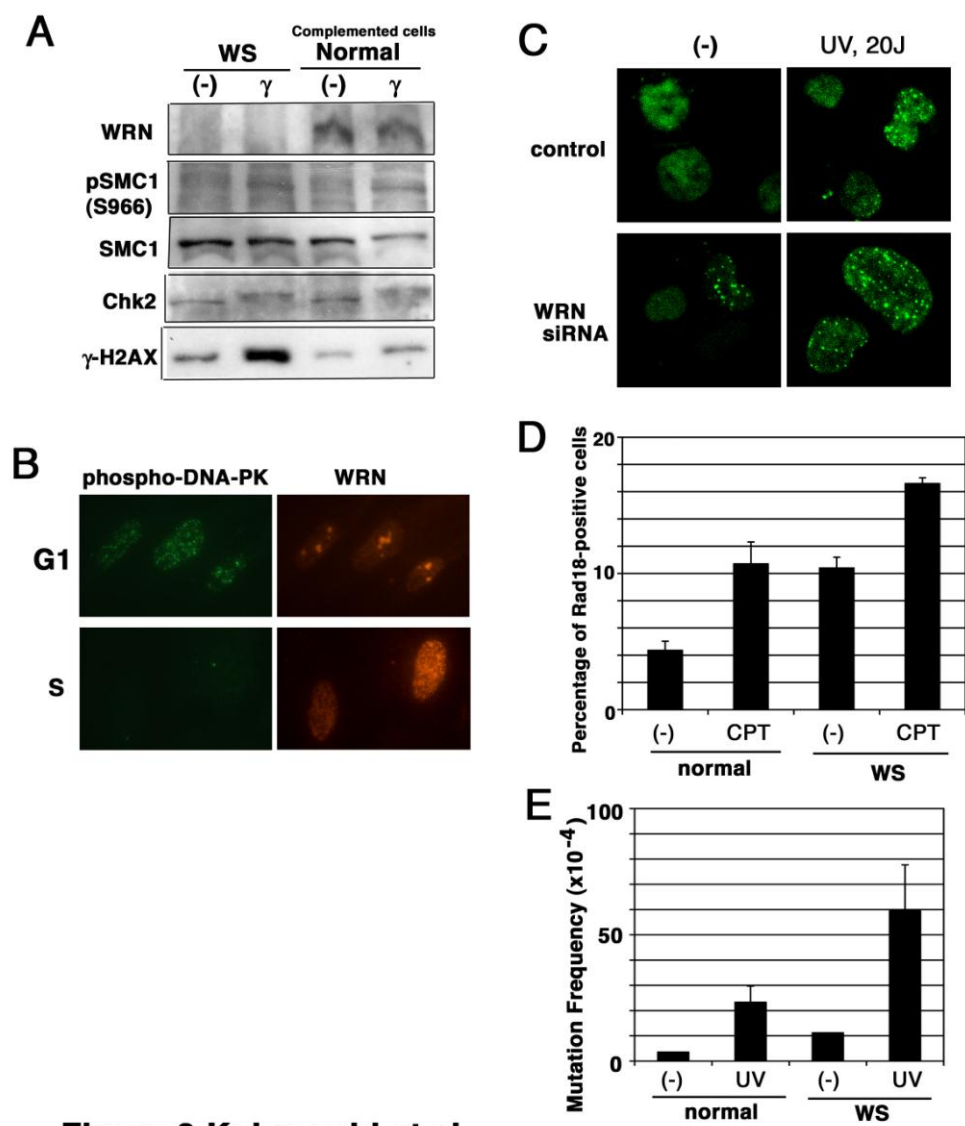 A
Complemented cells
WS Normal
(-) γ (-) γ
WRN
pSMC1
(S966)
SMC1
Chk2
γ-H2AX
B
phospho-DNA-PK WRN
G1
S
C
(-) UV, 20J
control
WRN
siRNA
D
Percentage of Rad18-positive cells
20
10
0
(-) CPT (-) CPT
normal WS
E
Mutation Frequency (x10⁻⁴)
100
50
0
(-) UV (-) UV
normal WS